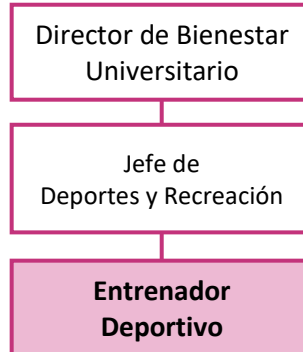 Director de Bienestar
Universitario
Jefe de
Deportes y Recreación
Entrenador
Deportivo